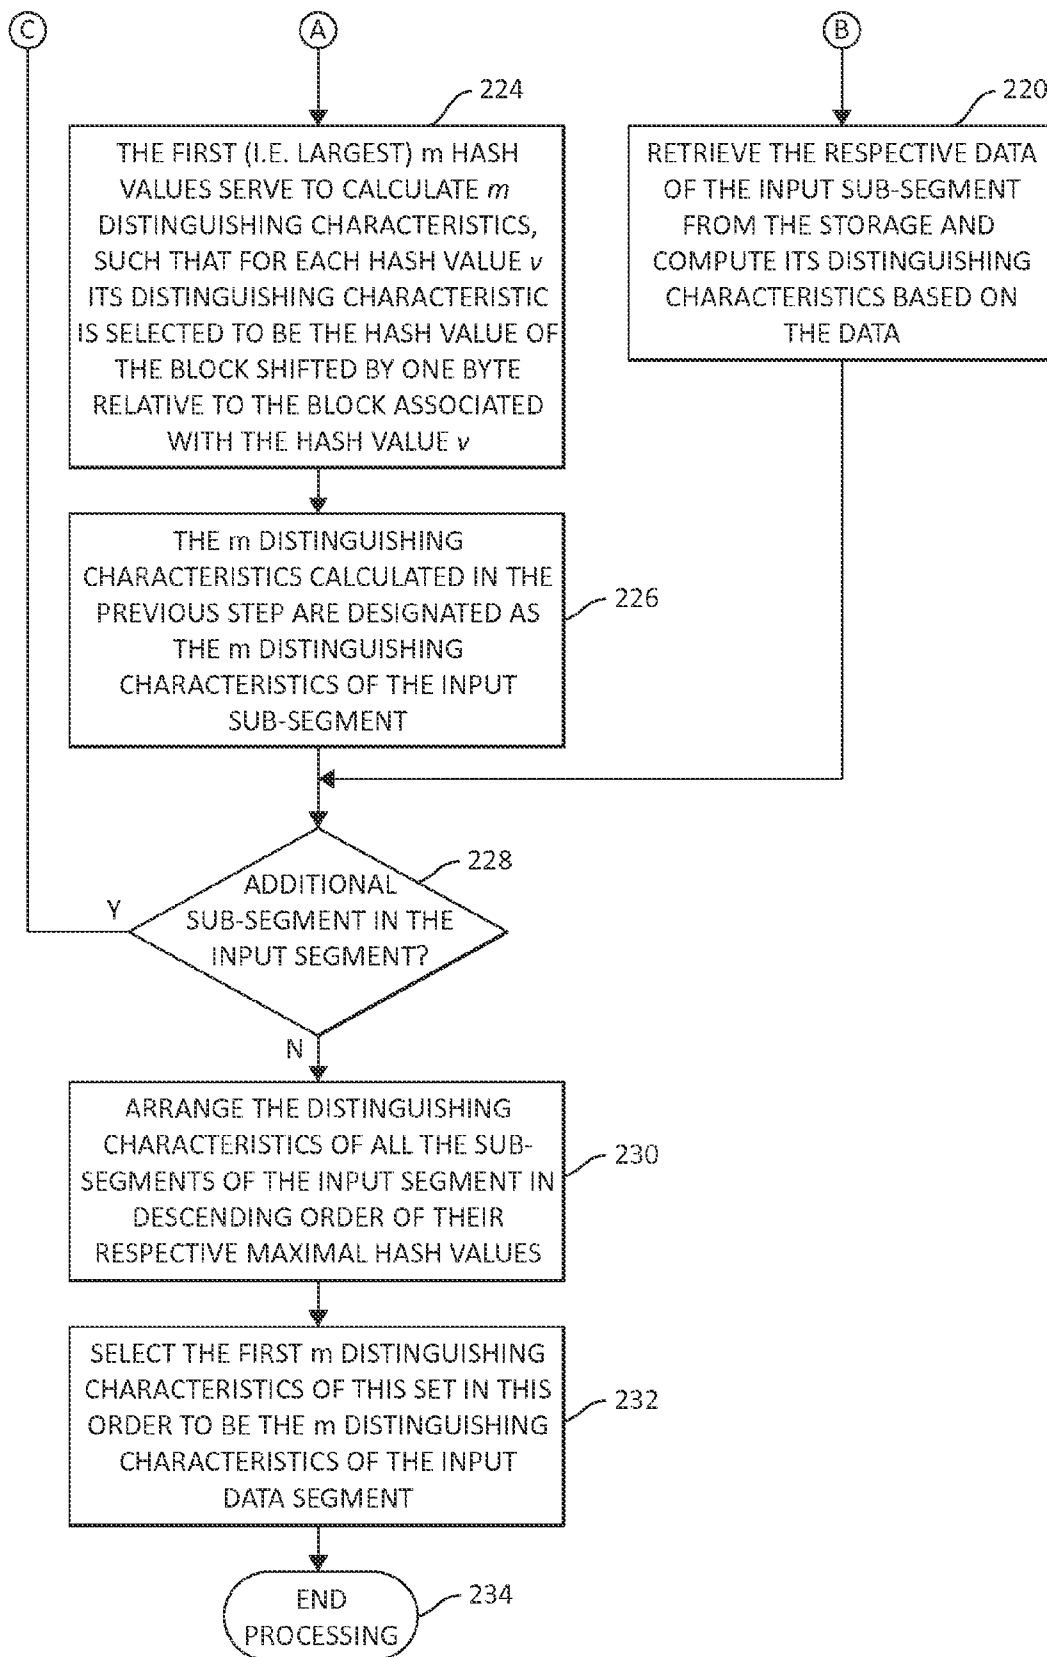 C
A
B
224
THE FIRST (I.E. LARGEST) m HASH
VALUES SERVE TO CALCULATE m
DISTINGUISHING CHARACTERISTICS,
SUCH THAT FOR EACH HASH VALUE v
ITS DISTINGUISHING CHARACTERISTIC
IS SELECTED TO BE THE HASH VALUE OF
THE BLOCK SHIFTED BY ONE BYTE
RELATIVE TO THE BLOCK ASSOCIATED
WITH THE HASH VALUE v
220
RETRIEVE THE RESPECTIVE DATA
OF THE INPUT SUB-SEGMENT
FROM THE STORAGE AND
COMPUTE ITS DISTINGUISHING
CHARACTERISTICS BASED ON
THE DATA
THE m DISTINGUISHING
CHARACTERISTICS CALCULATED IN THE
PREVIOUS STEP ARE DESIGNATED AS
THE m DISTINGUISHING
CHARACTERISTICS OF THE INPUT
SUB-SEGMENT
226
228
ADDITIONAL
SUB-SEGMENT IN THE
INPUT SEGMENT?
Y
N
ARRANGE THE DISTINGUISHING
CHARACTERISTICS OF ALL THE SUB-
SEGMENTS OF THE INPUT SEGMENT IN
DESCENDING ORDER OF THEIR
RESPECTIVE MAXIMAL HASH VALUES
230
SELECT THE FIRST m DISTINGUISHING
CHARACTERISTICS OF THIS SET IN THIS
ORDER TO BE THE m DISTINGUISHING
CHARACTERISTICS OF THE INPUT
DATA SEGMENT
232
END
PROCESSING
234